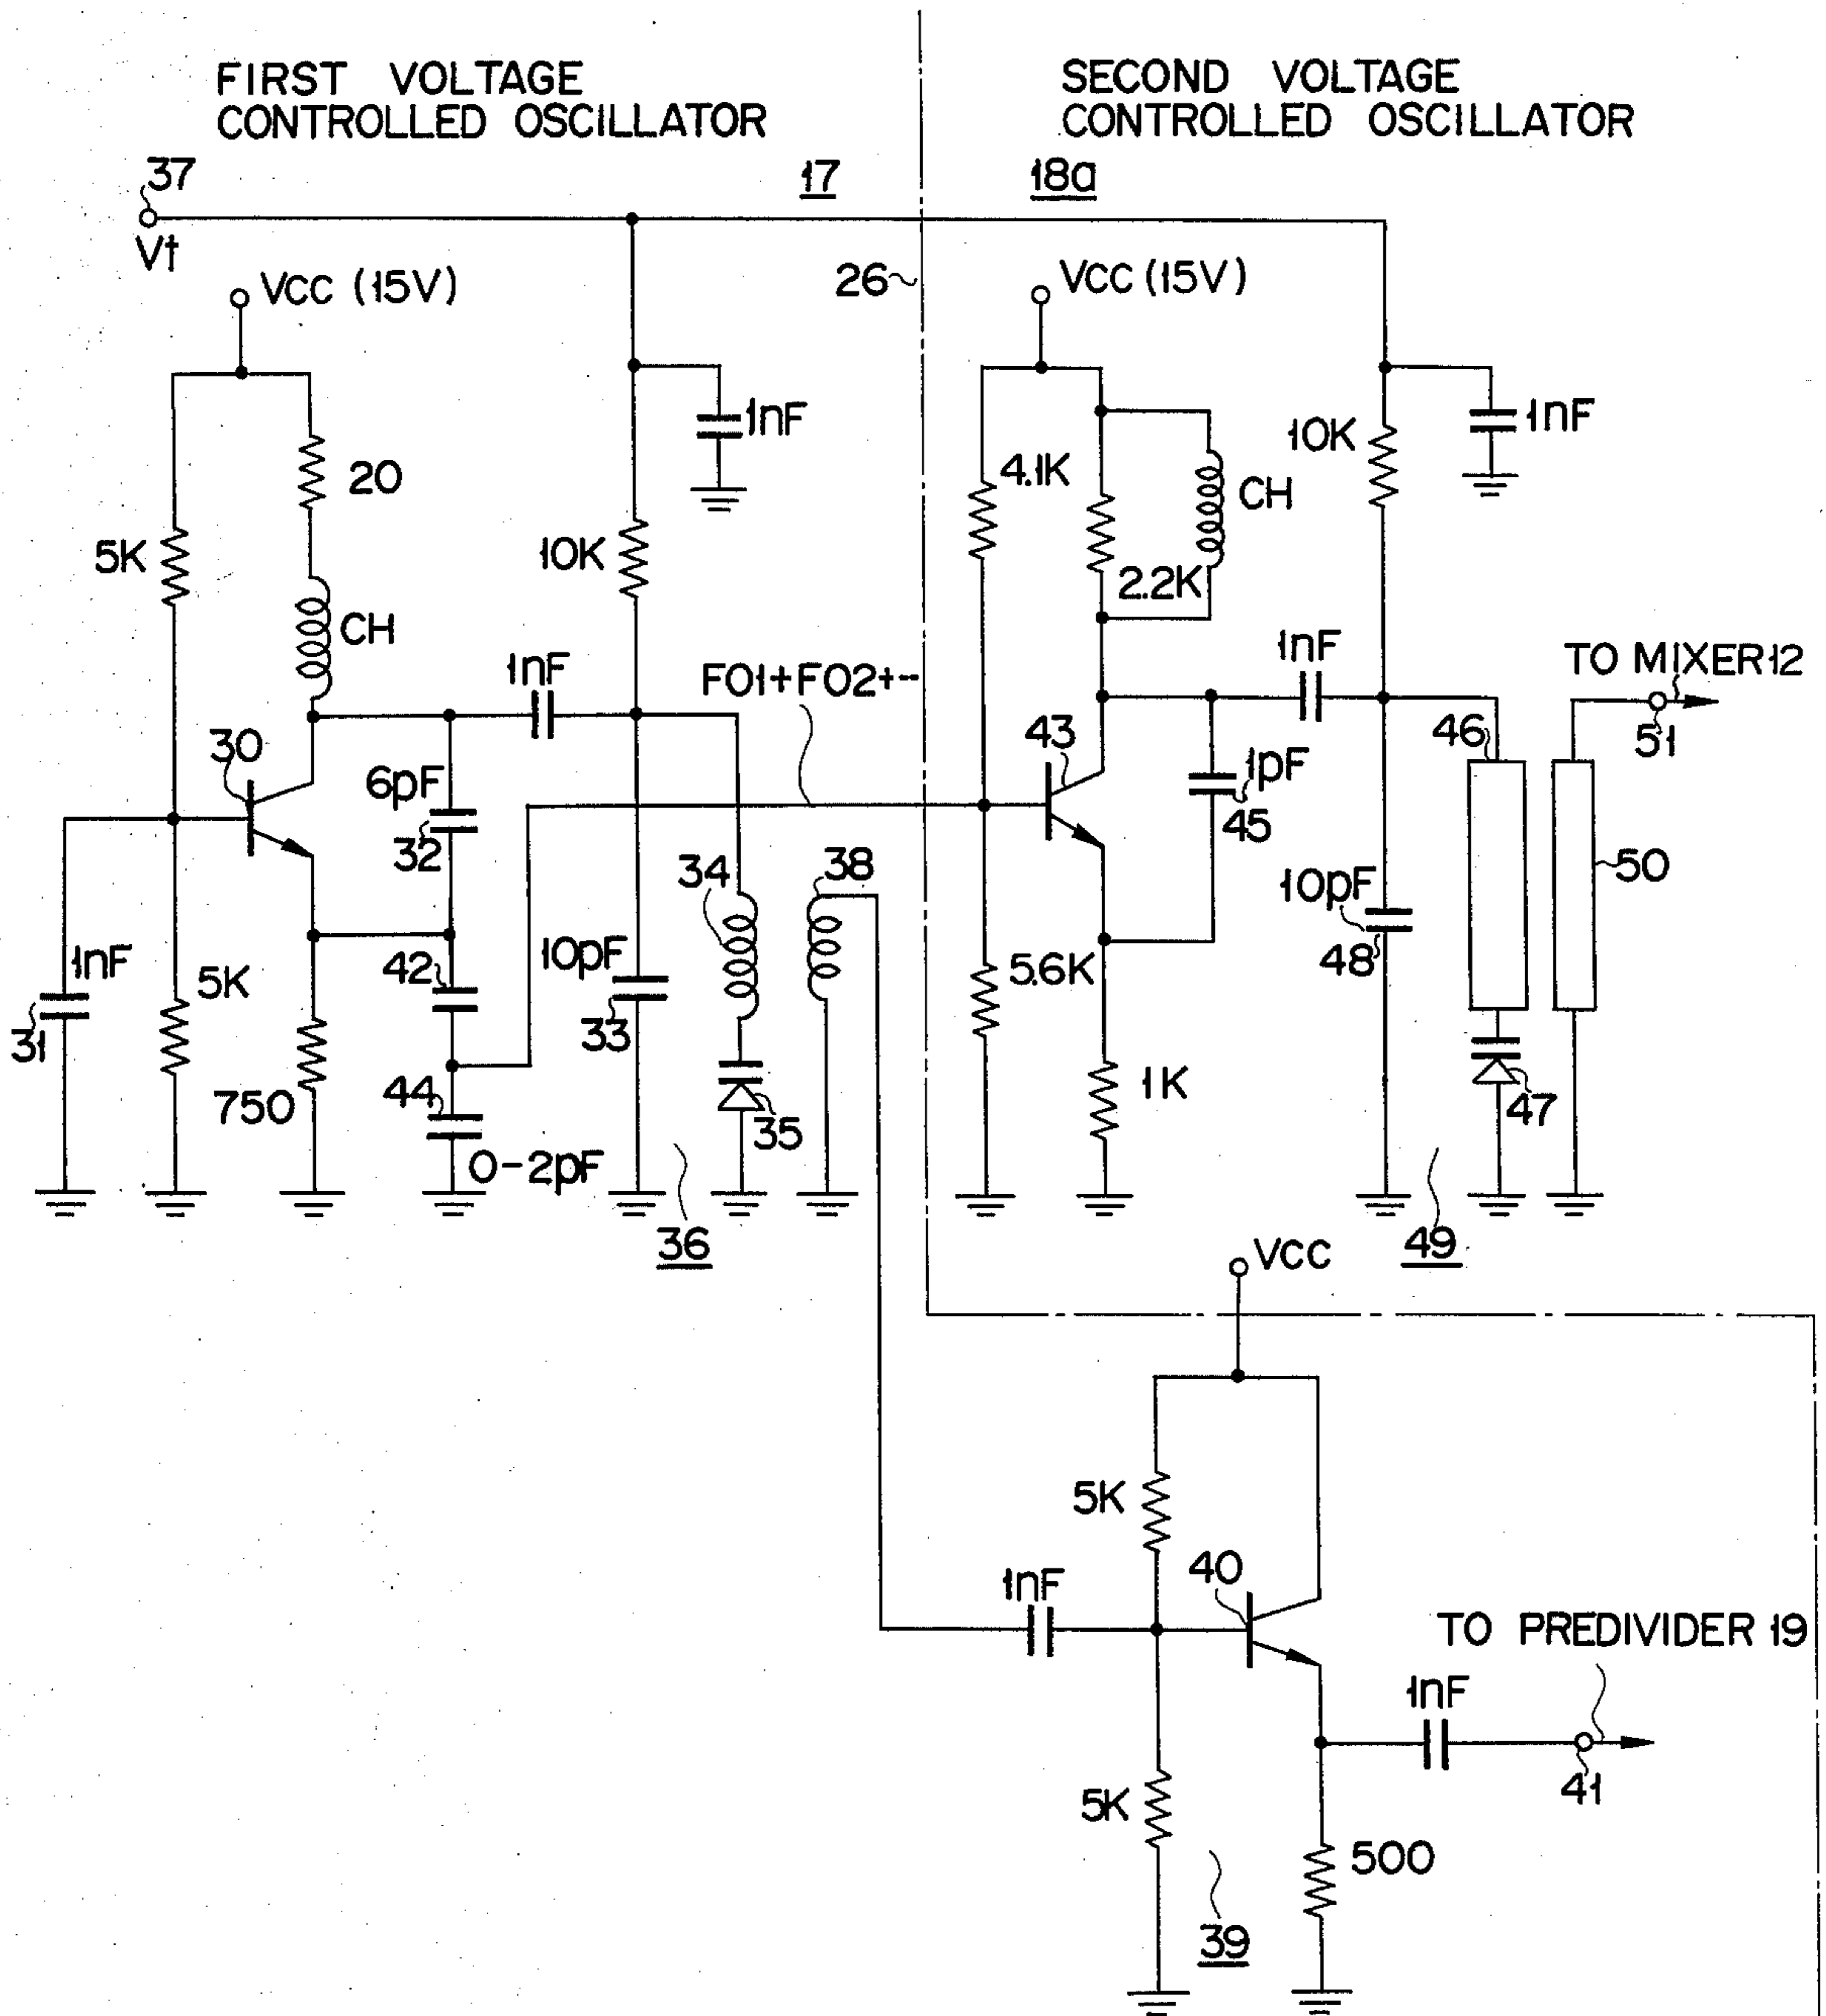 FIRST VOLTAGE
CONTROLLED OSCILLATOR
SECOND VOLTAGE
CONTROLLED OSCILLATOR
37
17
18a
Vt
VCC (15V)
26
VCC (15V)
1nF
1nF
20
10K
4.1K
CH
5K
10K
2.2K
CH
1nF
1nF
TO MIXER 12
FO1+FO2+--
30
43
46
51
6pF
1pF
32
45
34
38
50
10pF
1nF
42
10pF
48
5K
5.6K
31
33
1K
750
44
35
47
0-2pF
36
49
VCC
5K
1nF
40
TO PREDIVIDER 19
1nF
41
5K
500
39